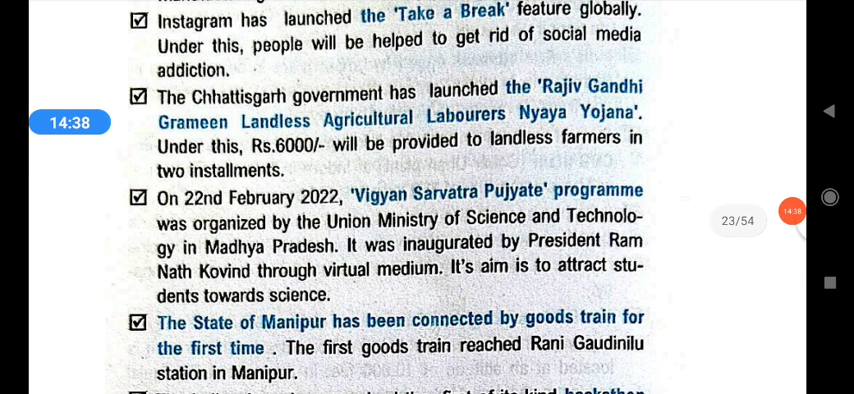 Instagram has launched the 'Take a Break' feature globally.
Under this, people will be helped to get rid of social media
addiction.
The Chhattisgarh government has launched the 'Rajiv Gandhi
Grameen Landless Agricultural Labourers Nyaya Yojana'.
Under this, Rs.6000/- will be provided to landless farmers in
two installments.
On 22nd February 2022, 'Vigyan Sarvatra Pujyate' programme
was organized by the Union Ministry of Science and Technolo-
gy in Madhya Pradesh. It was inaugurated by President Ram
Nath Kovind through virtual medium. It's aim is to attract stu-
dents towards science.
The State of Manipur has been connected by goods train for
the first time . The first goods train reached Rani Gaudinilu
station in Manipur.
14:38
23/54
14:38